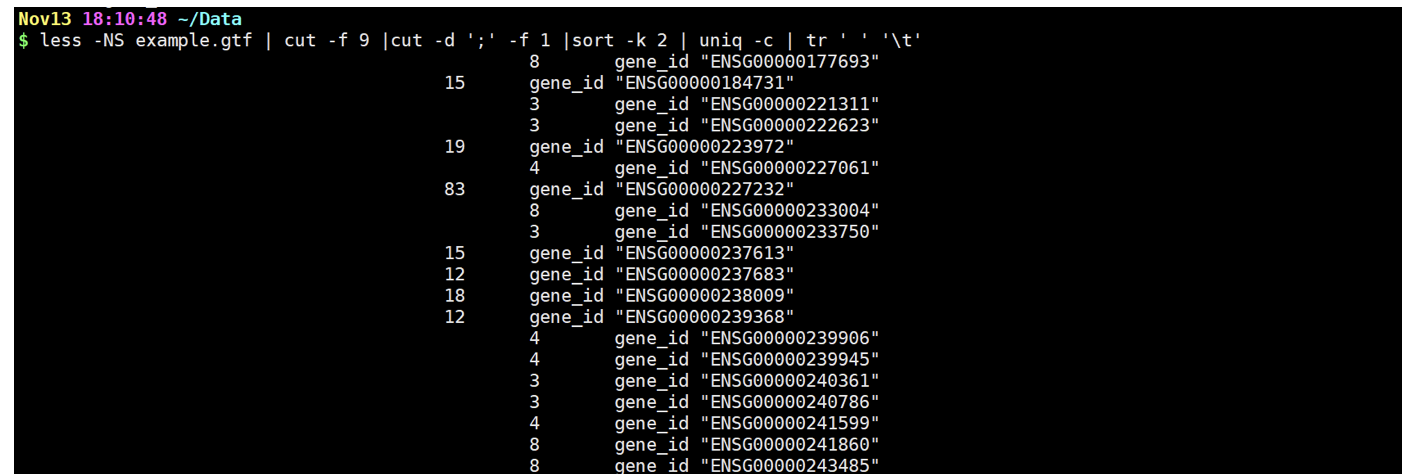 Nov13 18:10:48 ~/Data
$ less -NS example.gtf | cut -f 9 |cut -d ';' -f 1 |sort -k 2 | uniq -c | tr ' ' '\t'
8 gene_id "ENSG00000177693"
15 gene_id "ENSG00000184731"
3 gene_id "ENSG00000221311"
3 gene_id "ENSG00000222623"
19 gene_id "ENSG00000223972"
4 gene_id "ENSG00000227061"
83 gene_id "ENSG00000227232"
8 gene_id "ENSG00000233004"
3 gene_id "ENSG00000233750"
15 gene_id "ENSG00000237613"
12 gene_id "ENSG00000237683"
18 gene_id "ENSG00000238009"
12 gene_id "ENSG00000239368"
4 gene_id "ENSG00000239906"
4 gene_id "ENSG00000239945"
3 gene_id "ENSG00000240361"
3 gene_id "ENSG00000240786"
4 gene_id "ENSG00000241599"
8 gene_id "ENSG00000241860"
8 gene_id "ENSG00000243485"